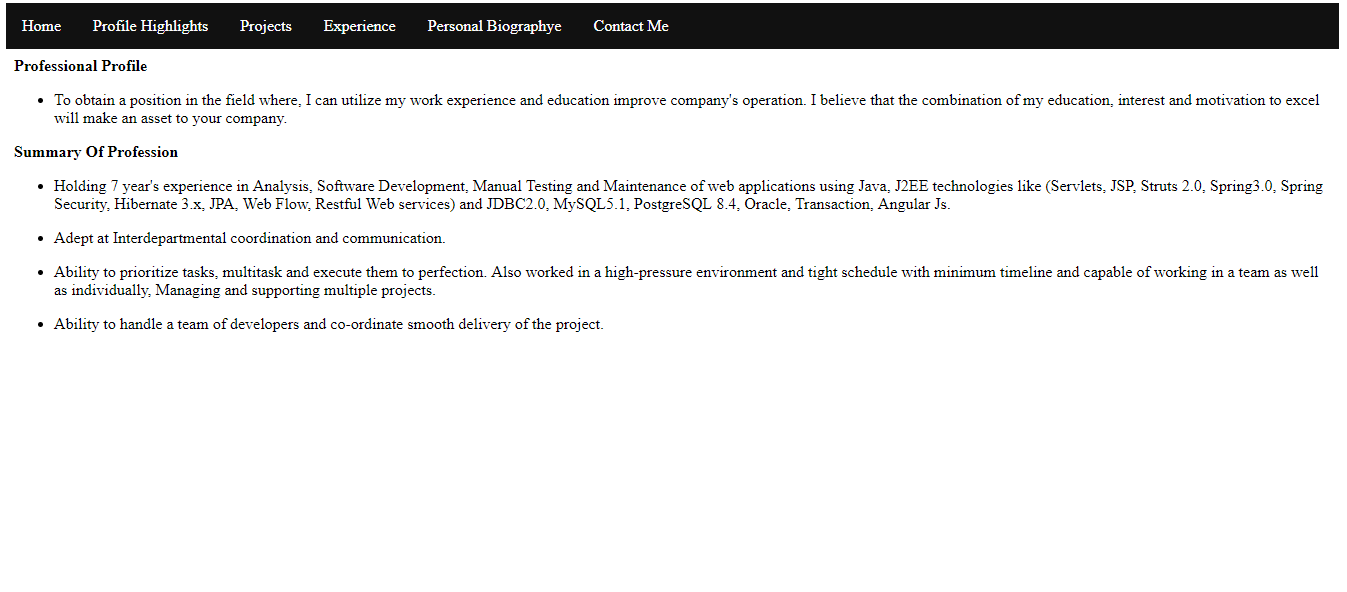 Home Profile Highlights Projects Experience Personal Biographye Contact Me
Professional Profile
• To obtain a position in the field where, I can utilize my work experience and education improve company's operation. I believe that the combination of my education, interest and motivation to excel
will make an asset to your company.
Summary Of Profession
• Holding 7 year's experience in Analysis, Software Development, Manual Testing and Maintenance of web applications using Java, J2EE technologies like (Servlets, JSP, Struts 2.0, Spring3.0, Spring
Security, Hibernate 3.x, JPA, Web Flow, Restful Web services) and JDBC2.0, MySQL5.1, PostgreSQL 8.4, Oracle, Transaction, Angular Js.
• Adept at Interdepartmental coordination and communication.
• Ability to prioritize tasks, multitask and execute them to perfection. Also worked in a high-pressure environment and tight schedule with minimum timeline and capable of working in a team as well
as individually, Managing and supporting multiple projects.
• Ability to handle a team of developers and co-ordinate smooth delivery of the project.